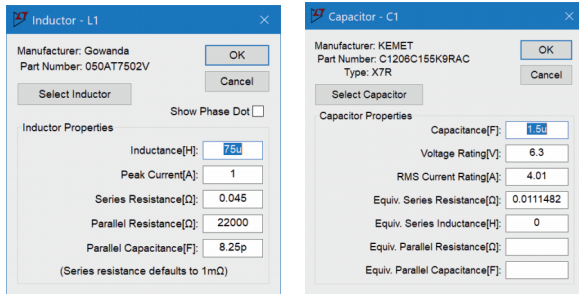 Inductor - L1
Manufacturer: Gowanda
Part Number: 050AT7502V
OK
Cancel
Select Inductor
Show Phase Dot
Inductor Properties
Inductance[H]: 75u
Peak Current[A]: 1
Series Resistance[Ω]: 0.045
Parallel Resistance[Ω]: 22000
Parallel Capacitance[F]: 8.25p
(Series resistance defaults to 1mΩ)
Capacitor - C1
Manufacturer: KEMET
Part Number: C1206C155K9RAC
Type: X7R
OK
Cancel
Select Capacitor
Capacitor Properties
Capacitance[F]: 1.5u
Voltage Rating[V]: 6.3
RMS Current Rating[A]: 4.01
Equiv. Series Resistance[Ω]: 0.0111482
Equiv. Series Inductance[H]: 0
Equiv. Parallel Resistance[Ω]:
Equiv. Parallel Capacitance[F]: